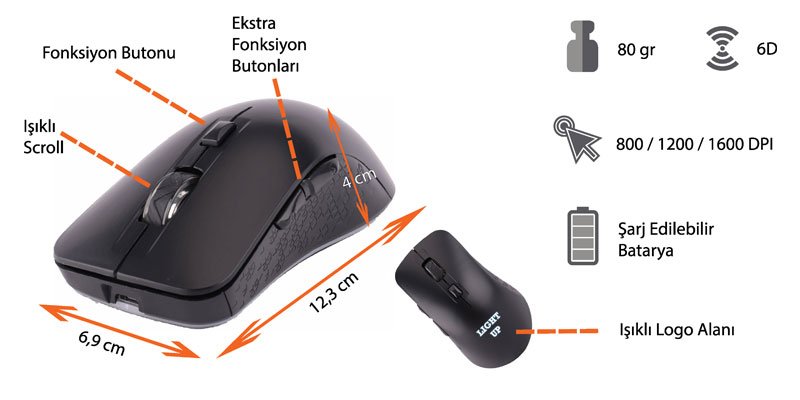 Ekstra
Fonksiyon
Butonları
Fonksiyon Butonu
Işıklı
Scroll
4 cm
12,3 cm
6,9 cm
80 gr
6D
800 / 1200 / 1600 DPI
Şarj Edilebilir
Batarya
LIGHT
UP
Işıklı Logo Alanı